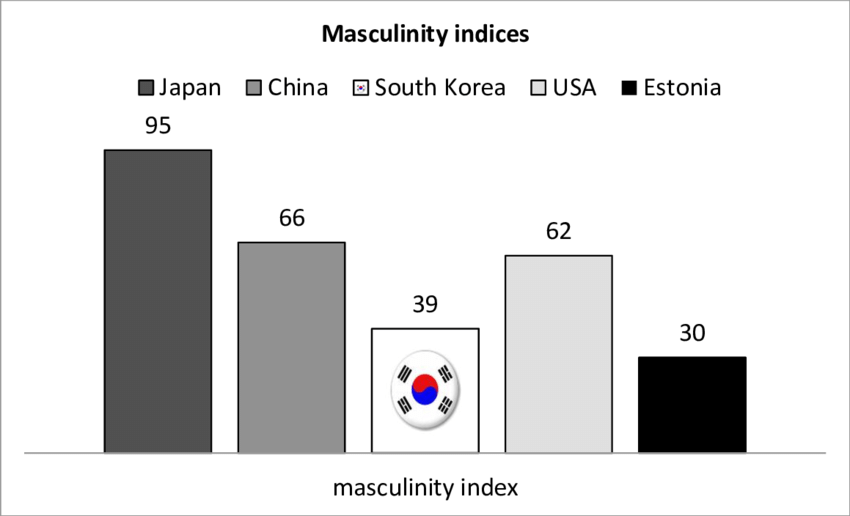 Masculinity indices
Japan China South Korea USA Estonia
95
66
39
62
30
masculinity index